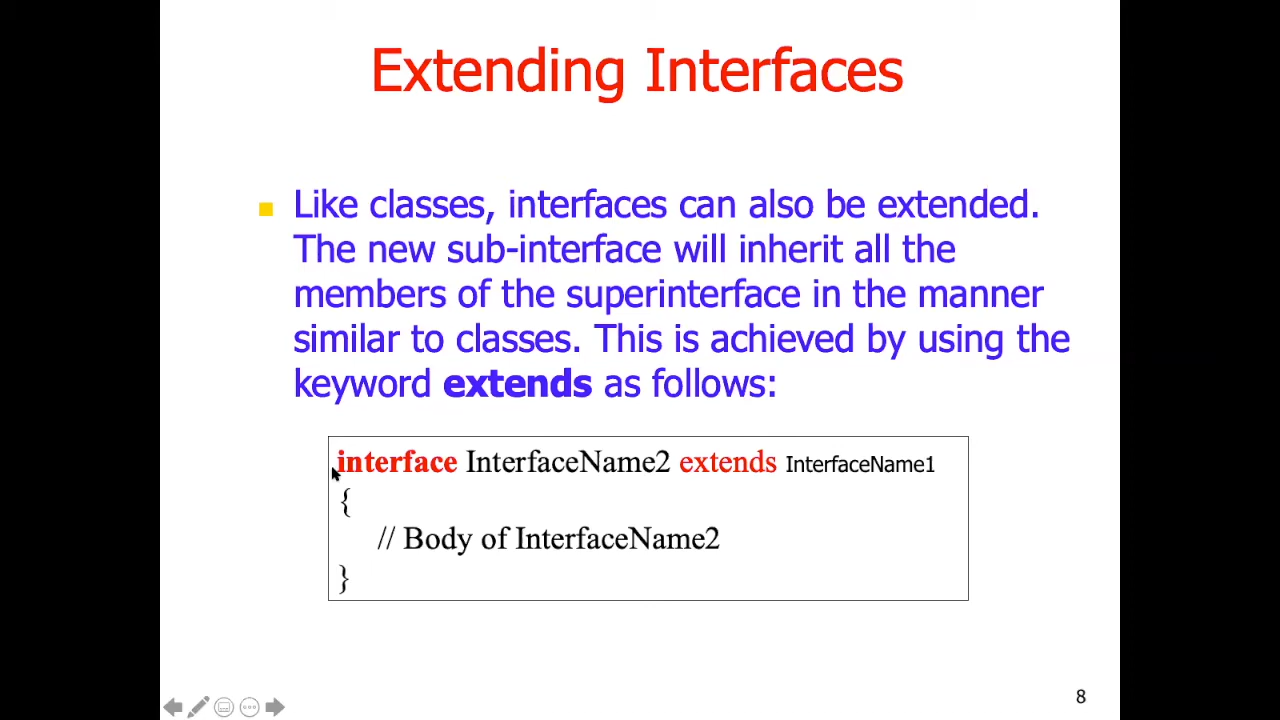 Extending Interfaces
Like classes, interfaces can also be extended.
The new sub-interface will inherit all the
members of the superinterface in the manner
similar to classes. This is achieved by using the
keyword extends as follows:
interface InterfaceName2 extends InterfaceName1
{
// Body of InterfaceName2
}
8